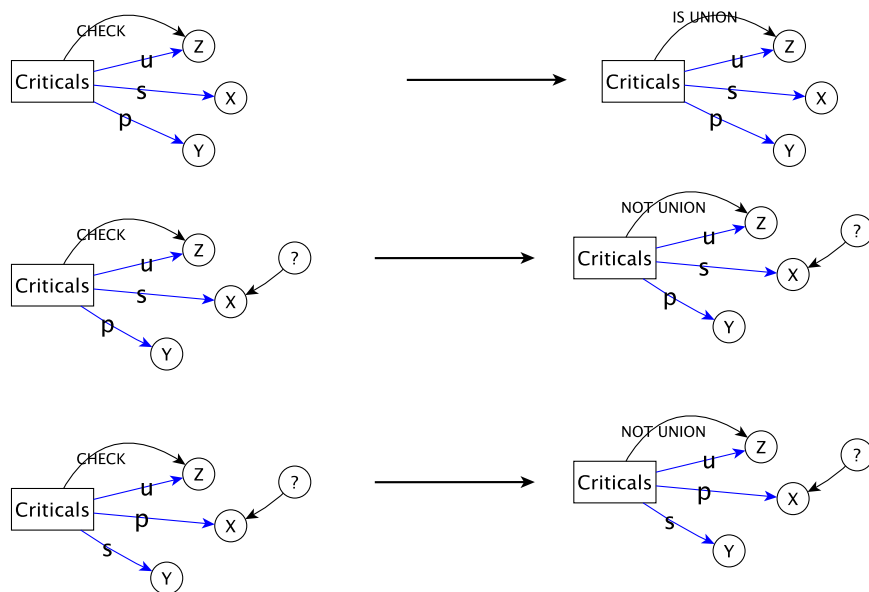 CHECK
Z
u
Criticals
s
X
p
Y
IS UNION
Z
u
Criticals
s
X
p
Y
CHECK
Z
?
u
Criticals
s
X
p
Y
NOT UNION
Z
?
u
Criticals
s
X
p
Y
CHECK
Z
?
u
Criticals
p
X
s
Y
NOT UNION
Z
?
u
Criticals
p
X
s
Y